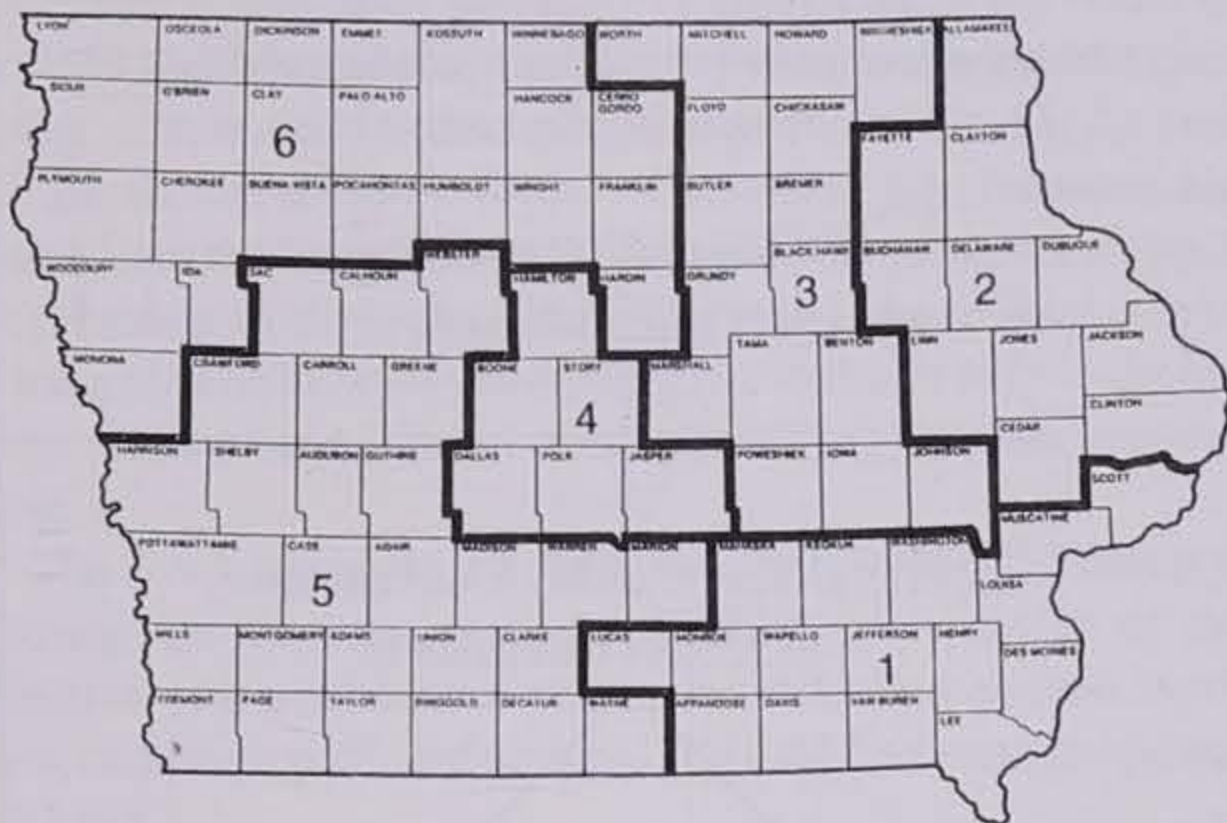 LYON OSCEOLA DICKINSON EMMET KOSSUTH WINNEBAGO WORTH MITCHELL HOWARD WINNESHIEK ALLAMAKEE
SIOUX O'BRIEN CLAY PALO ALTO HANCOCK CERRO GORDO FLOYD CHICKASAW
FAYETTE CLAYTON
6
PLYMOUTH CHEROKEE BUENA VISTA POCAHONTAS HUMBOLDT WRIGHT FRANKLIN BUTLER BREMER
WOODBURY IDA SAC CALHOUN WEBSTER HAMILTON HARDIN GRUNDY BLACK HAWK BUCHANAN DELAWARE DUBUQUE
3 2
MONONA CRAWFORD CARROLL GREENE BOONE STORY MARSHALL TAMA BENTON LINN JONES JACKSON
4
CLINTON
CEDAR
HARRISON SHELBY AUDUBON GUTHRIE DALLAS POLK JASPER POWESHIEK IOWA JOHNSON
SCOTT
MUSCATINE
POTTAWATTAMIE CASS ADAIR MADISON WARREN MARION MAHASKA KEOKUK WASHINGTON
LOUISA
5
MILLS MONTGOMERY ADAMS UNION CLARKE LUCAS MONROE WAPELLO JEFFERSON HENRY
DES MOINES
1
FREMONT PAGE TAYLOR RINGGOLD DECATUR WAYNE APPANOOSE DAVIS VAN BUREN
LEE